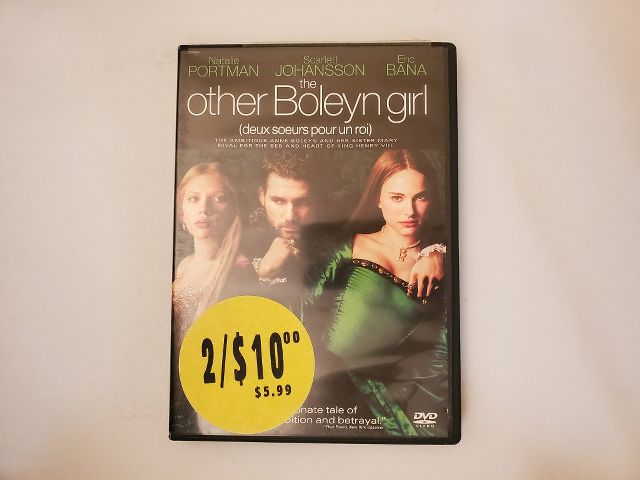 Natalie Scarlett Eric
PORTMAN JOHANSSON BANA
the
other Boleyn girl
(deux soeurs pour un roi)
THE AMBITIOUS ANNE BOLEYN AND HER SISTER MARY
RIVAL FOR THE BED AND HEART OF KING HENRY VIII.
2/$10⁰⁰
$5.99
onate tale of
bition and betrayal."
DVD
VIDEO